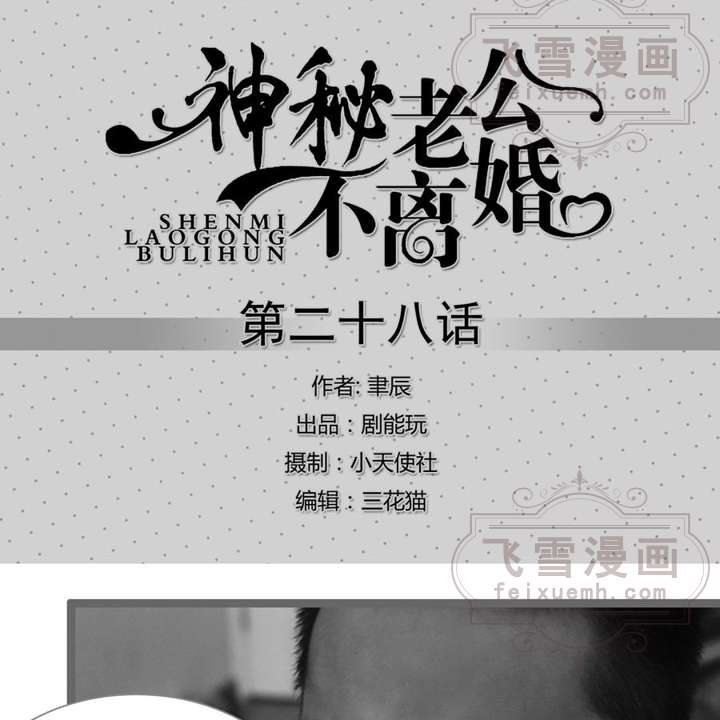 飞雪漫画
feixuemh.com
神秘老公
不离婚
SHENMI
LAOGONG
BULIHUN
第二十八话
作者: 聿辰
出品：剧能玩
摄制：小天使社
编辑：三花猫
飞雪漫画
feixuemh.com